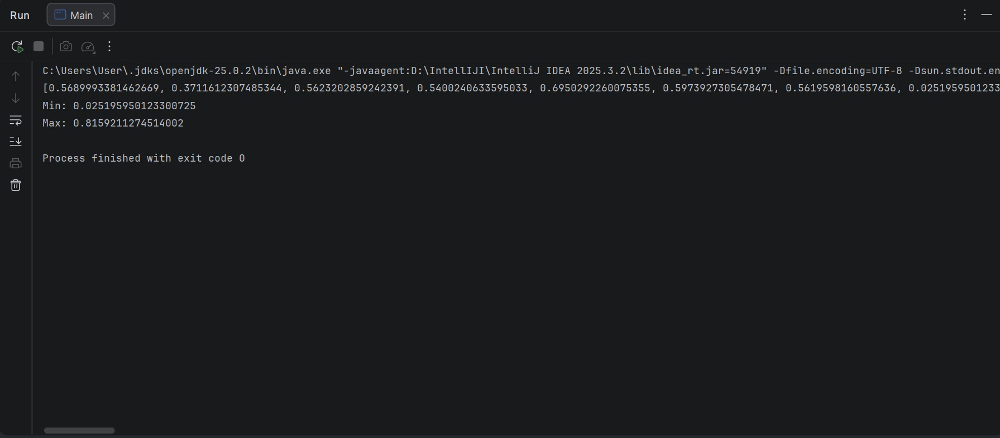 Run
Main
C:\Users\User\.jdks\openjdk-25.0.2\bin\java.exe "-javaagent:D:\IntellIJI\IntelliJ IDEA 2025.3.2\lib\idea_rt.jar=54919" -Dfile.encoding=UTF-8 -Dsun.stdout.en
[0.5689993381462669, 0.3711612307485344, 0.5623202859242391, 0.5400240633595033, 0.6950292260075355, 0.5973927305478471, 0.5619598160557636, 0.0251959501233
Min: 0.025195950123300725
Max: 0.8159211274514002
Process finished with exit code 0